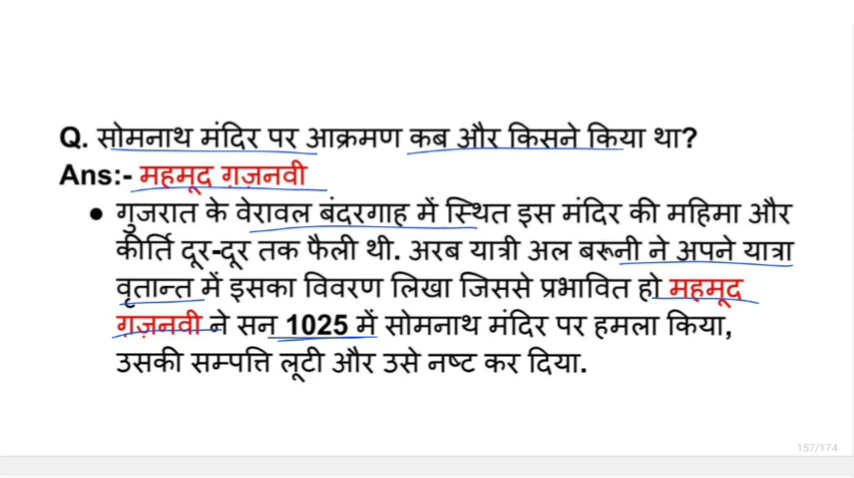 Q. सोमनाथ मंदिर पर आक्रमण कब और किसने किया था?
Ans:- महमूद ग़ज़नवी
● गुजरात के वेरावल बंदरगाह में स्थित इस मंदिर की महिमा और
कीर्ति दूर-दूर तक फैली थी. अरब यात्री अल बरूनी ने अपने यात्रा
वृतान्त में इसका विवरण लिखा जिससे प्रभावित हो महमूद
ग़ज़नवी ने सन 1025 में सोमनाथ मंदिर पर हमला किया,
उसकी सम्पत्ति लूटी और उसे नष्ट कर दिया.
157/174